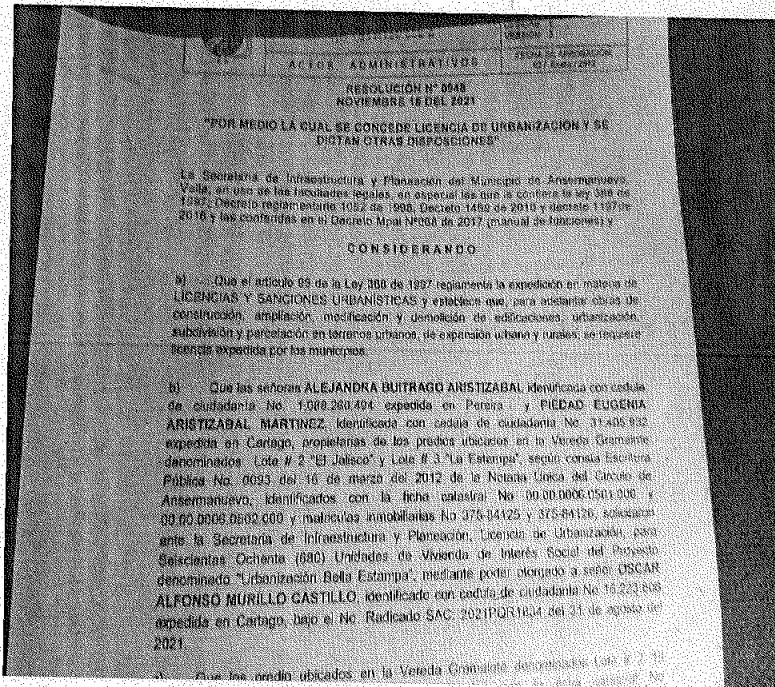 ACTOS ADMINISTRATIVOS
RESOLUCIÓN N° 0948
NOVIEMBRE 18 DEL 2021
"POR MEDIO LA CUAL SE CONCEDE LICENCIA DE URBANIZACIÓN Y SE
DICTAN OTRAS DISPOSICIONES"
La Secretaria de Infraestructura y Planeación del Municipio de Ansermanuevo,
Valle, en uso de las facultades legales, en especial las que le confiere la ley 388 de
1997, Decreto reglamentario 1052 de 1998, Decreto 1469 de 2010 y decreto 1197de
2016 y las contenidas en el Decreto Mpal N°068 de 2017 (manual de funciones) y
CONSIDERANDO
a) Que el artículo 99 de la Ley 388 de 1997 reglamenta la expedición en materia de
LICENCIAS Y SANCIONES URBANÍSTICAS y establece que, para adelantar obras de
construcción, ampliación, modificación y demolición de edificaciones, urbanización,
subdivisión y parcelación en terrenos urbanos, de expansión urbana y rurales, se requiere
licencia expedida por los municipios.
b) Que las señoras ALEJANDRA BUITRAGO ARISTIZABAL, identificada con cedula
de ciudadanía No. 1.088.260.494 expedida en Pereira y PIEDAD EUGENIA
ARISTIZABAL MARTINEZ, identificada con cedula de ciudadanía No. 31.405.932
expedida en Cartago, propietarias de los predios ubicados en la Vereda Gramalote
denominados Lote # 2 "El Jalisco" y Lote # 3 "La Estampa", según consta Escritura
Pública No. 0093 del 16 de marzo del 2012 de la Notaria Única del Circulo de
Ansermanuevo, identificados con la ficha catastral No 00.00.0006.0501.000 y
00.00.0006.0502.000 y matriculas Inmobiliarias No 375-84125 y 375-84126, solicitaron
ante la Secretaria de Infraestructura y Planeación, Licencia de Urbanización, para
Seiscientas Ochenta (680) Unidades de Vivienda de Interés Social del Proyecto
denominado "Urbanización Bella Estampa", mediante poder otorgado a señor OSCAR
ALFONSO MURILLO CASTILLO, identificado con cedula de ciudadanía No 16.223.806
expedida en Cartago, bajo el No. Radicado SAC. 2021PQR1634 del 31 de agosto del
2021.
Que los predio ubicados en la Vereda Gramalote denominados Lote # 2